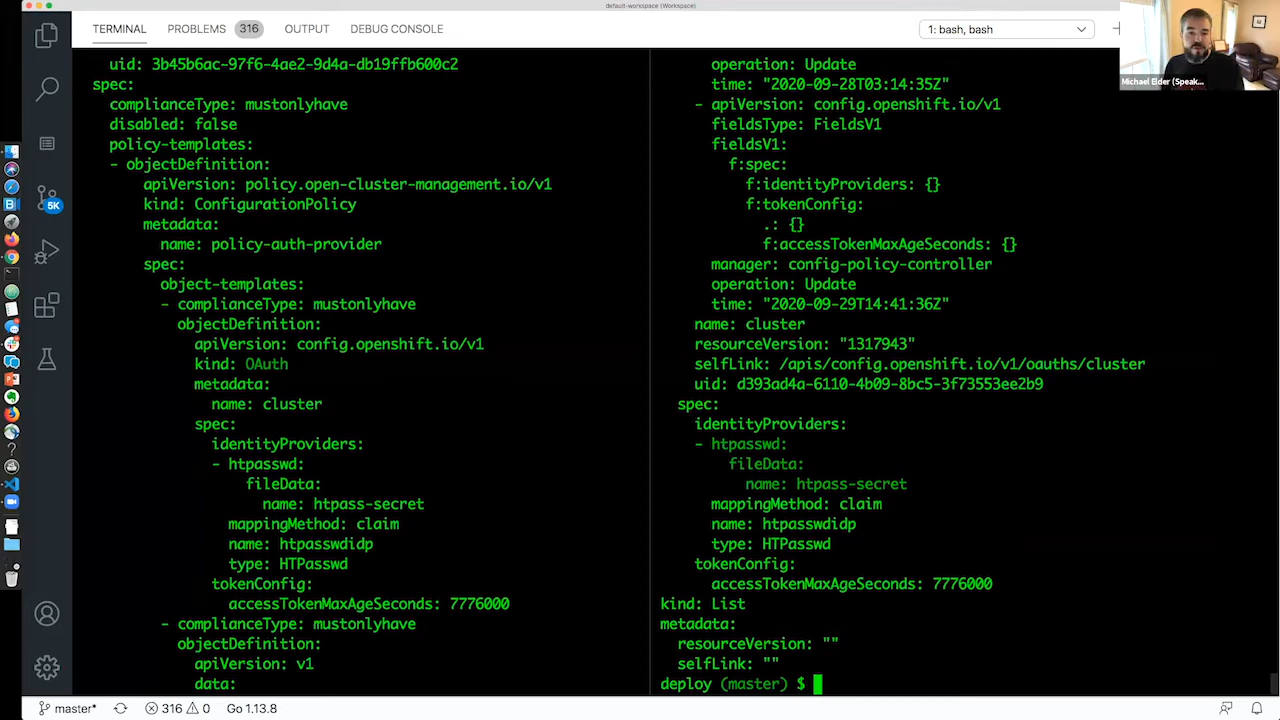 default-workspace (Workspace)
TERMINAL PROBLEMS 316 OUTPUT DEBUG CONSOLE 1: bash, bash
Michael Elder (Speak...
uid: 3b45b6ac-97f6-4ae2-9d4a-db19ffb600c2
spec:
complianceType: mustonlyhave
disabled: false
policy-templates:
- objectDefinition:
apiVersion: policy.open-cluster-management.io/v1
kind: ConfigurationPolicy
metadata:
name: policy-auth-provider
spec:
object-templates:
- complianceType: mustonlyhave
objectDefinition:
apiVersion: config.openshift.io/v1
kind: OAuth
metadata:
name: cluster
spec:
identityProviders:
- htpasswd:
fileData:
name: htpass-secret
mappingMethod: claim
name: htpasswdidp
type: HTPasswd
tokenConfig:
accessTokenMaxAgeSeconds: 7776000
- complianceType: mustonlyhave
objectDefinition:
apiVersion: v1
data:
operation: Update
time: "2020-09-28T03:14:35Z"
- apiVersion: config.openshift.io/v1
fieldsType: FieldsV1
fieldsV1:
f:spec:
f:identityProviders: {}
f:tokenConfig:
.: {}
f:accessTokenMaxAgeSeconds: {}
manager: config-policy-controller
operation: Update
time: "2020-09-29T14:41:36Z"
name: cluster
resourceVersion: "1317943"
selfLink: /apis/config.openshift.io/v1/oauths/cluster
uid: d393ad4a-6110-4b09-8bc5-3f73553ee2b9
spec:
identityProviders:
- htpasswd:
fileData:
name: htpass-secret
mappingMethod: claim
name: htpasswdidp
type: HTPasswd
tokenConfig:
accessTokenMaxAgeSeconds: 7776000
kind: List
metadata:
resourceVersion: ""
selfLink: ""
deploy (master) $
5K
master* 316 0 Go 1.13.8